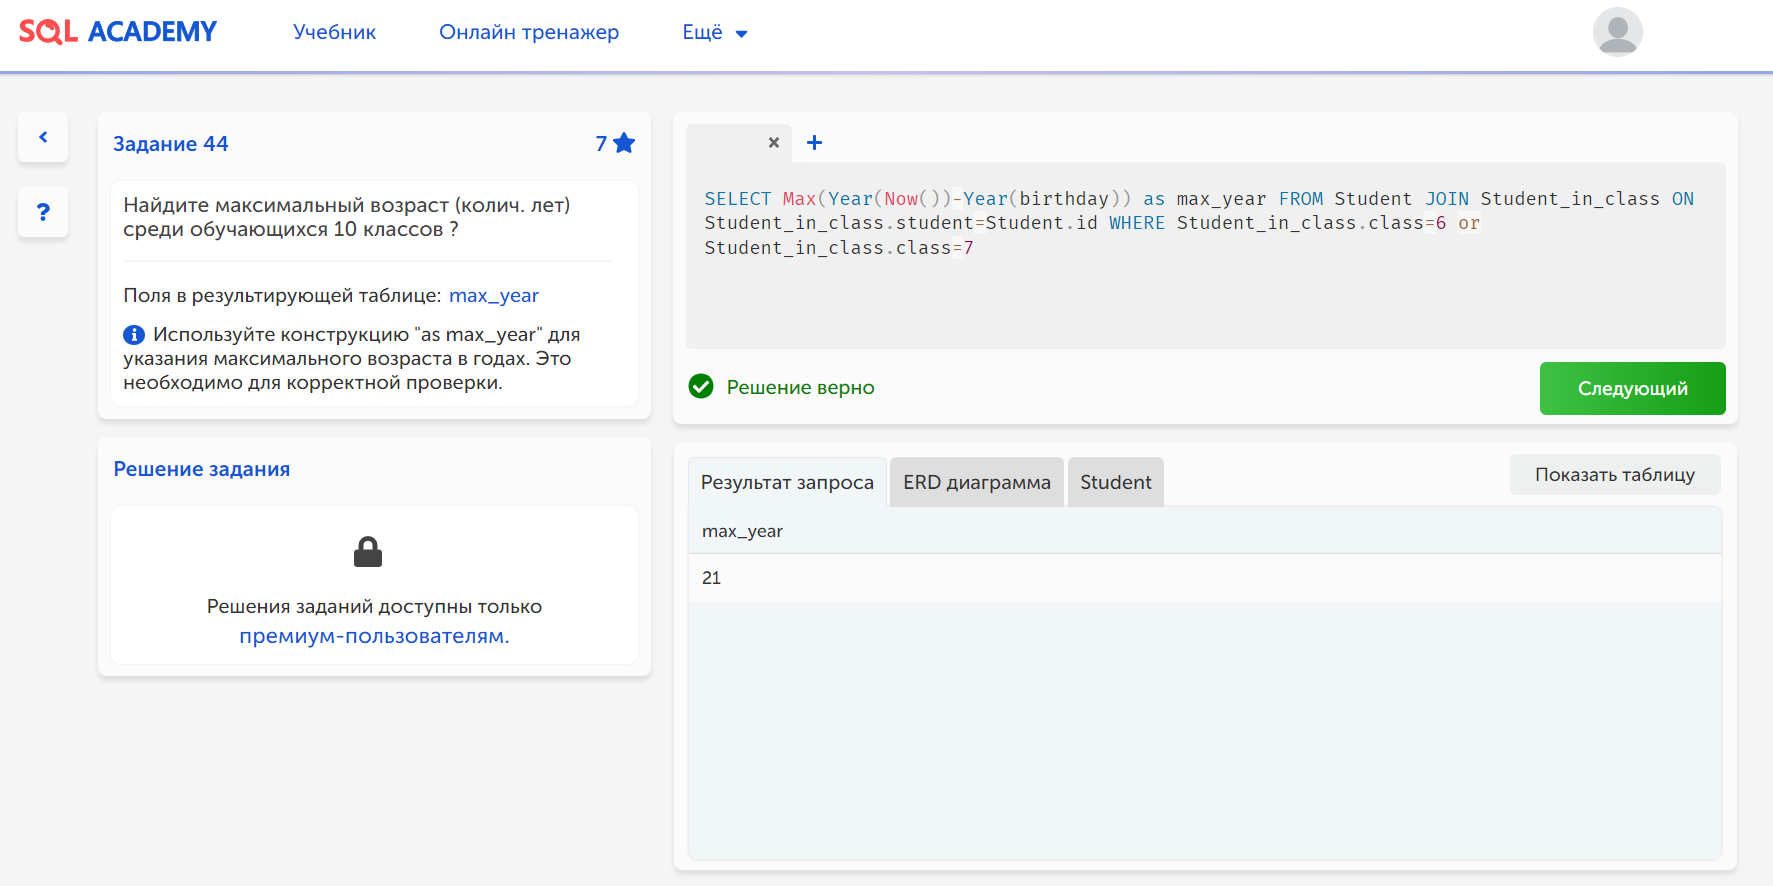 SQL ACADEMY
Учебник
Онлайн тренажер
Ещё
Задание 44
7
Найдите максимальный возраст (колич. лет)
среди обучающихся 10 классов ?
Поля в результирующей таблице: max_year
Используйте конструкцию "as max_year" для
указания максимального возраста в годах. Это
необходимо для корректной проверки.
Решение задания
Решения заданий доступны только
премиум-пользователям.
SELECT Max(Year(Now())-Year(birthday)) as max_year FROM Student JOIN Student_in_class ON
Student_in_class.student=Student.id WHERE Student_in_class.class=6 or
Student_in_class.class=7
Решение верно
Следующий
Результат запроса
ERD диаграмма
Student
Показать таблицу
max_year
21